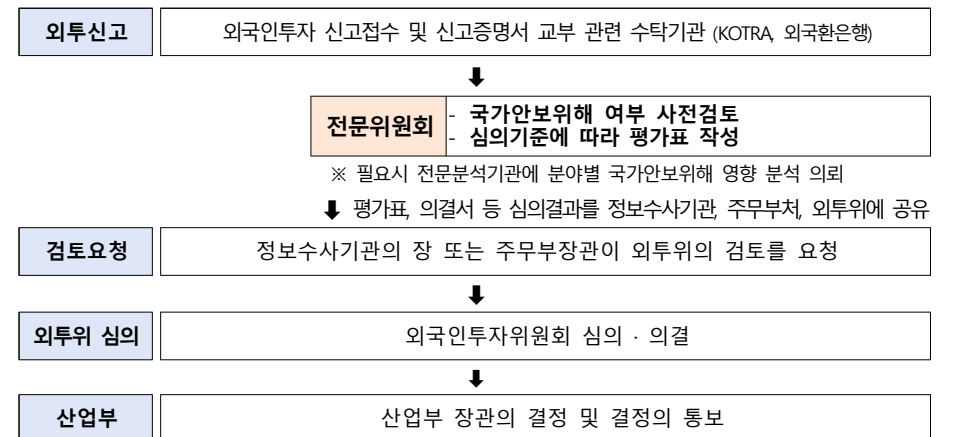 외투신고 외국인투자 신고접수 및 신고증명서 교부 관련 수탁기관 (KOTRA, 외국환은행)
전문위원회
- 국가안보위해 여부 사전검토
- 심의기준에 따라 평가표 작성
※ 필요시 전문분석기관에 분야별 국가안보위해 영향 분석 의뢰
평가표, 의결서 등 심의결과를 정보수사기관, 주무부처, 외투위에 공유
검토요청 정보수사기관의 장 또는 주무부장관이 외투위의 검토를 요청
외투위 심의 외국인투자위원회 심의 · 의결
산업부 산업부 장관의 결정 및 결정의 통보